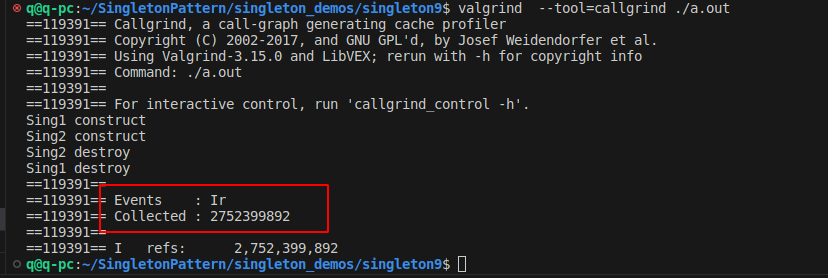 q@q-pc:~/SingletonPattern/singleton_demos/singleton9$ valgrind  --tool=callgrind ./a.out
==119391== Callgrind, a call-graph generating cache profiler
==119391== Copyright (C) 2002-2017, and GNU GPL'd, by Josef Weidendorfer et al.
==119391== Using Valgrind-3.15.0 and LibVEX; rerun with -h for copyright info
==119391== Command: ./a.out
==119391==
==119391== For interactive control, run 'callgrind_control -h'.
Sing1 construct
Sing2 construct
Sing2 destroy
Sing1 destroy
==119391==
==119391== Events    : Ir
==119391== Collected : 2752399892
==119391==
==119391== I   refs:      2,752,399,892
q@q-pc:~/SingletonPattern/singleton_demos/singleton9$